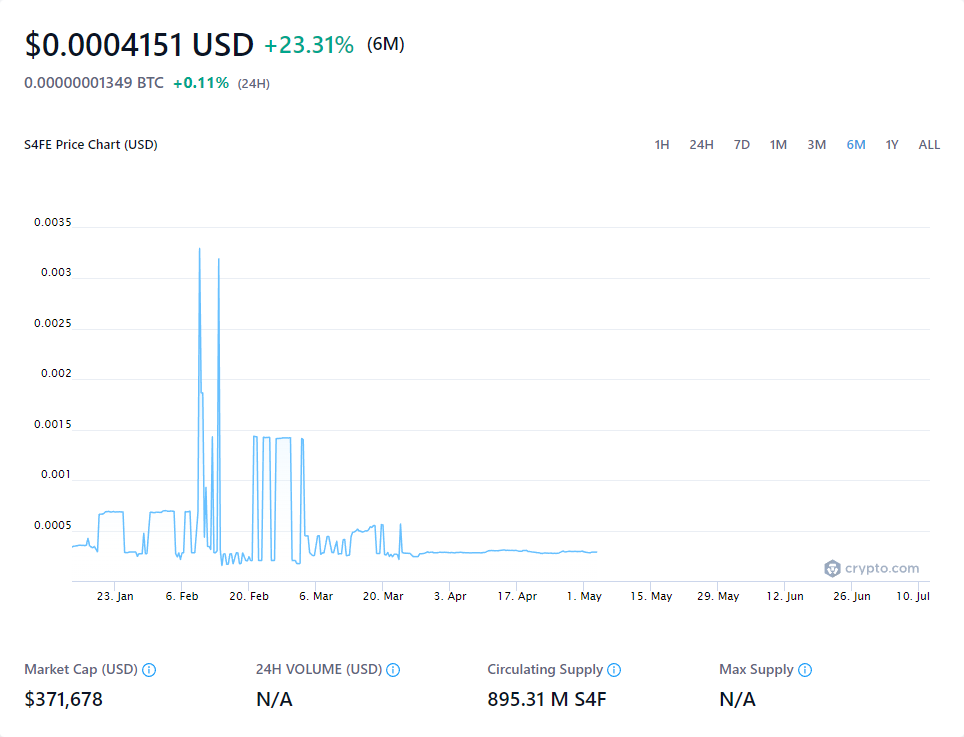 $0.0004151 USD +23.31% (6M)
0.00000001349 BTC +0.11% (24H)
S4FE Price Chart (USD) 1H 24H 7D 1M 3M 6M 1Y ALL
0.0035
0.003
0.0025
0.002
0.0015
0.001
0.0005
crypto.com
23. Jan 6. Feb 20. Feb 6. Mar 20. Mar 3. Apr 17. Apr 1. May 15. May 29. May 12. Jun 26. Jun 10. Jul
Market Cap (USD) 24H VOLUME (USD) Circulating Supply Max Supply
$371,678 N/A 895.31 M S4F N/A